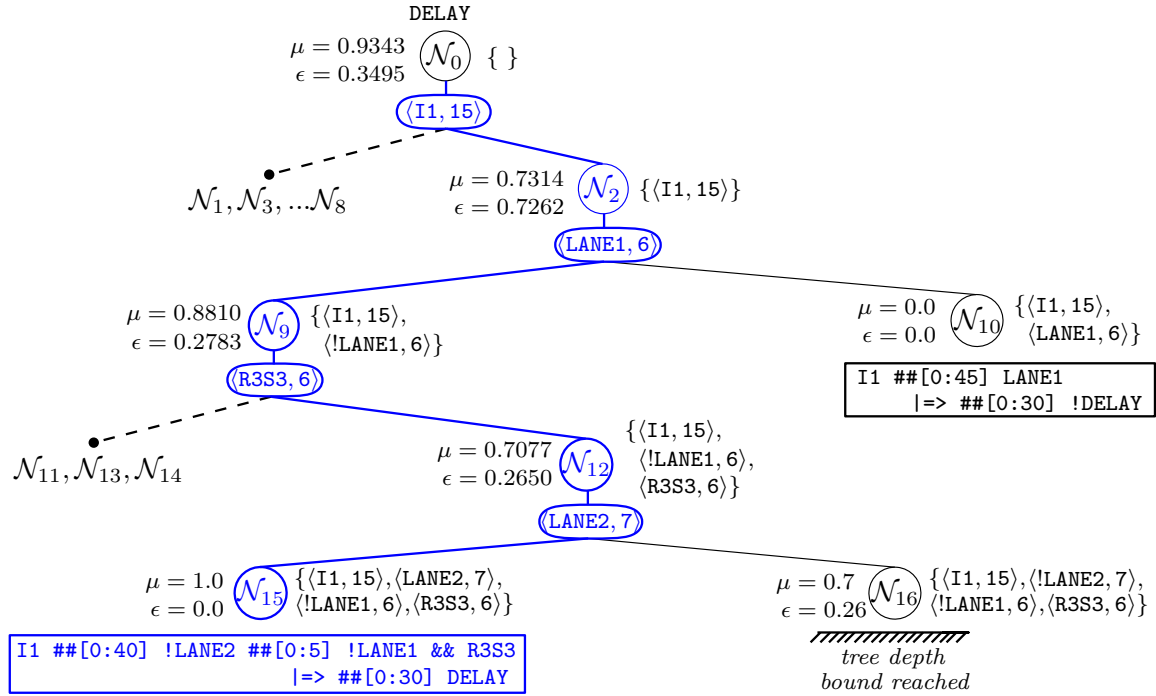 DELAY
μ = 0.9343
ϵ = 0.3495
𝒩0 { }
⟨I1, 15⟩
𝒩1, 𝒩3, ...𝒩8
μ = 0.7314
ϵ = 0.7262
𝒩2 {⟨I1, 15⟩}
⟨LANE1, 6⟩
μ = 0.8810
ϵ = 0.2783
𝒩9
{⟨I1, 15⟩,
⟨!LANE1, 6⟩}
⟨R3S3, 6⟩
μ = 0.0
ϵ = 0.0
𝒩10
{⟨I1, 15⟩,
⟨LANE1, 6⟩}
I1 ##[0:45] LANE1
|=> ##[0:30] !DELAY
𝒩11, 𝒩13, 𝒩14
μ = 0.7077
ϵ = 0.2650
𝒩12
{⟨I1, 15⟩,
⟨!LANE1, 6⟩,
⟨R3S3, 6⟩}
⟨LANE2, 7⟩
μ = 1.0
ϵ = 0.0
𝒩15
{⟨I1, 15⟩,⟨LANE2, 7⟩,
⟨!LANE1, 6⟩,⟨R3S3, 6⟩}
I1 ##[0:40] !LANE2 ##[0:5] !LANE1 && R3S3
|=> ##[0:30] DELAY
μ = 0.7
ϵ = 0.26
𝒩16
{⟨I1, 15⟩,⟨!LANE2, 7⟩,
⟨!LANE1, 6⟩,⟨R3S3, 6⟩}
tree depth
bound reached